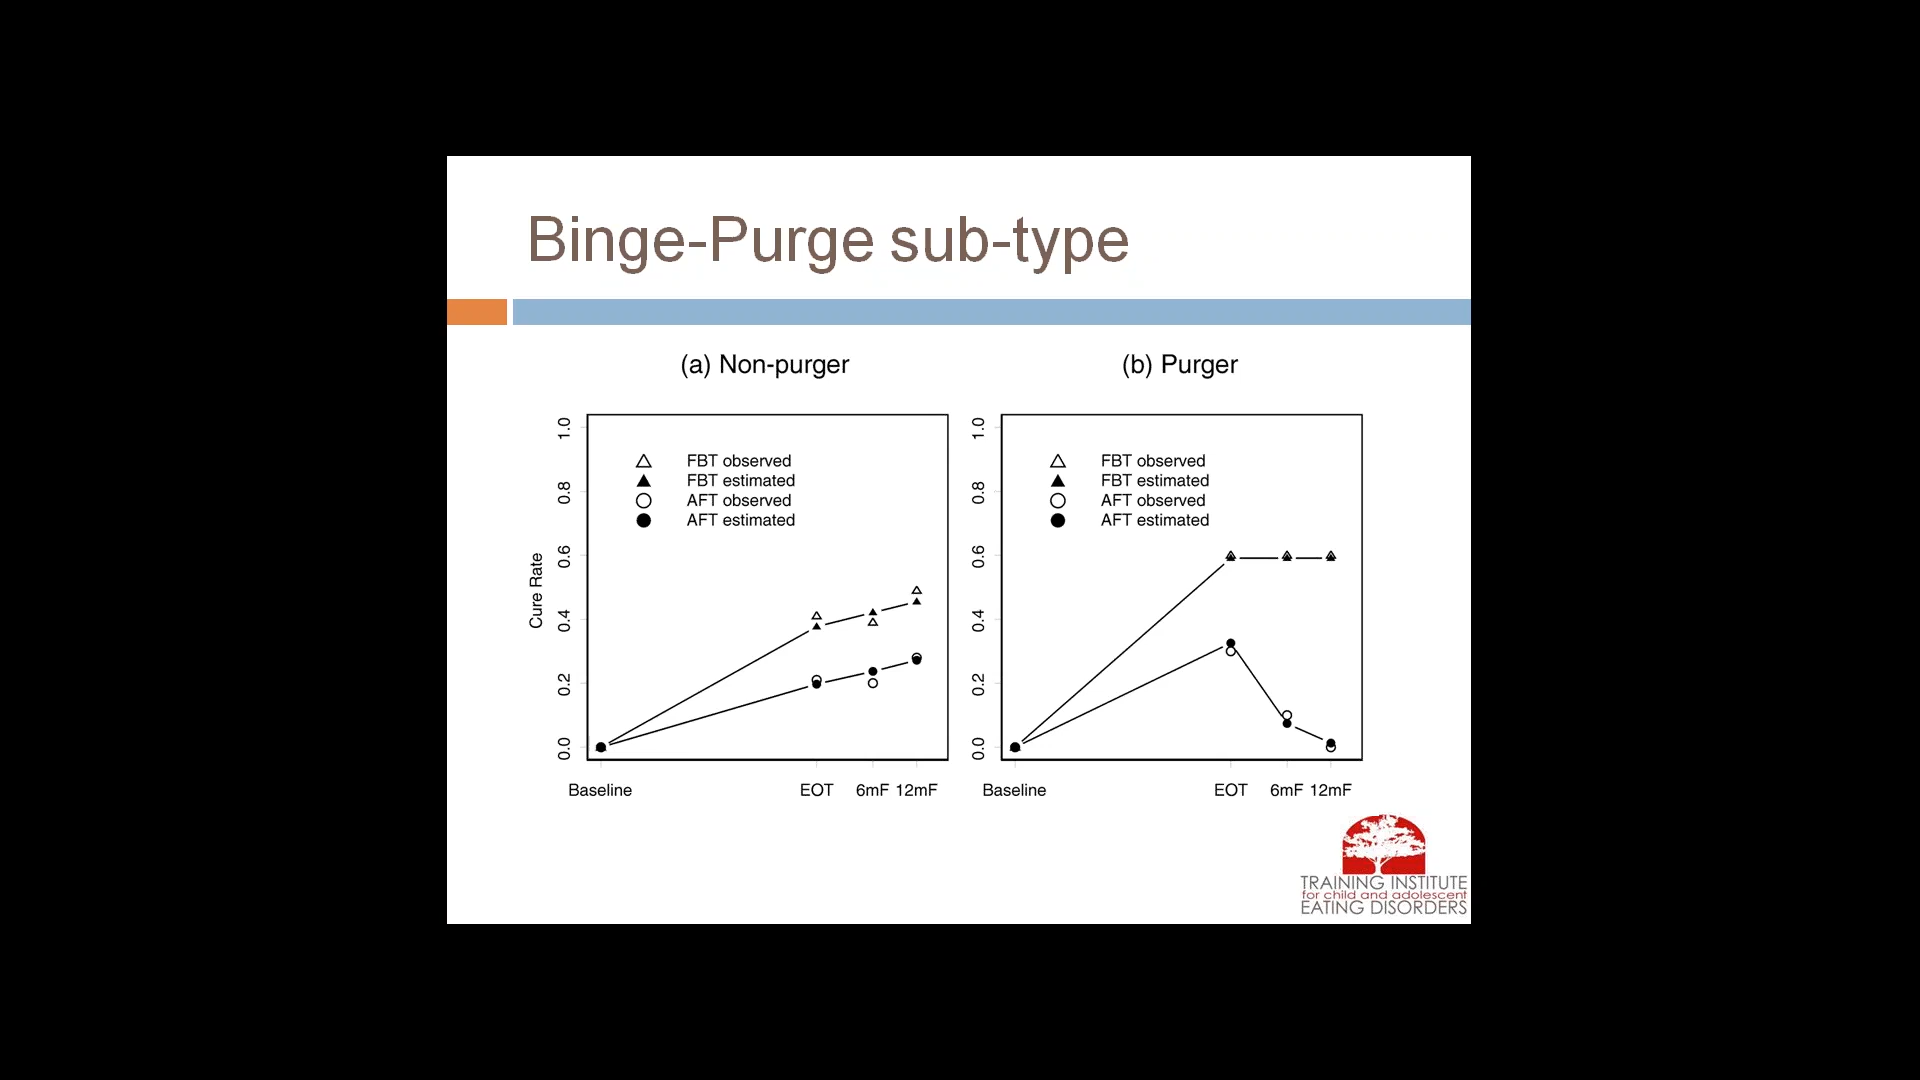 Binge-Purge sub-type
(a) Non-purger
(b) Purger
Cure Rate
1.0
0.8
0.6
0.4
0.2
0.0
FBT observed
FBT estimated
AFT observed
AFT estimated
Baseline EOT 6mF 12mF
1.0
0.8
0.6
0.4
0.2
0.0
FBT observed
FBT estimated
AFT observed
AFT estimated
Baseline EOT 6mF 12mF
TRAINING INSTITUTE
for child and adolescent
EATING DISORDERS